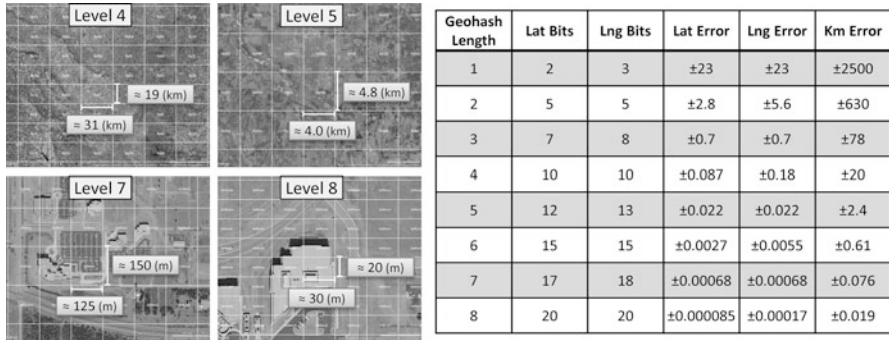 Level 4
≈ 19 (km)
≈ 31 (km)
Level 5
≈ 4.8 (km)
≈ 4.0 (km)
Level 7
≈ 150 (m)
≈ 125 (m)
Level 8
≈ 20 (m)
≈ 30 (m)
Geohash Length Lat Bits Lng Bits Lat Error Lng Error Km Error
1 2 3 ±23 ±23 ±2500
2 5 5 ±2.8 ±5.6 ±630
3 7 8 ±0.7 ±0.7 ±78
4 10 10 ±0.087 ±0.18 ±20
5 12 13 ±0.022 ±0.022 ±2.4
6 15 15 ±0.0027 ±0.0055 ±0.61
7 17 18 ±0.00068 ±0.00068 ±0.076
8 20 20 ±0.000085 ±0.00017 ±0.019